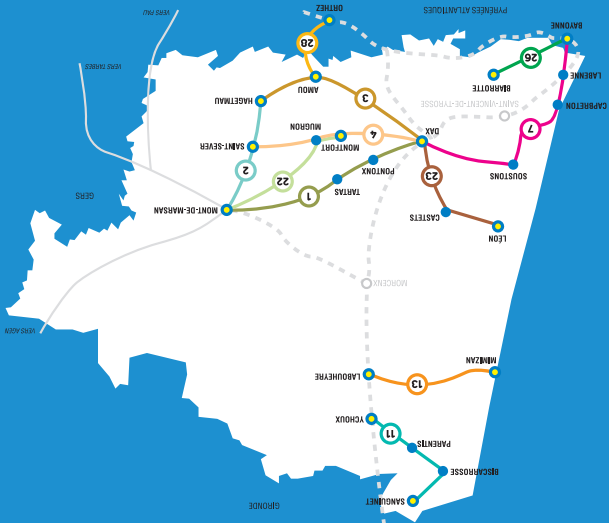 GIRONDE
SANGUINET
BISCARROSSE
PARENTIS
11
YCHOUX
13
LABOUHEYRE
MIMIZAN
VERS AGEN
MORCENX
LÉON
CASTETS
MONT-DE-MARSAN
1
GERS
TARTAS
22
23
SOUSTONS
PONTONX
2
MONTFORT
SAINT-SEVER
4
DAX
7
MUGRON
CAPBRETON
SAINT-VINCENT-DE-TYROSSE
HAGETMAU
3
AMOU
BIARROTTE
LABENNE
VERS TARBES
26
28
BAYONNE
VERS PAU
PYRÉNÉES ATLANTIQUES
ORTHEZ